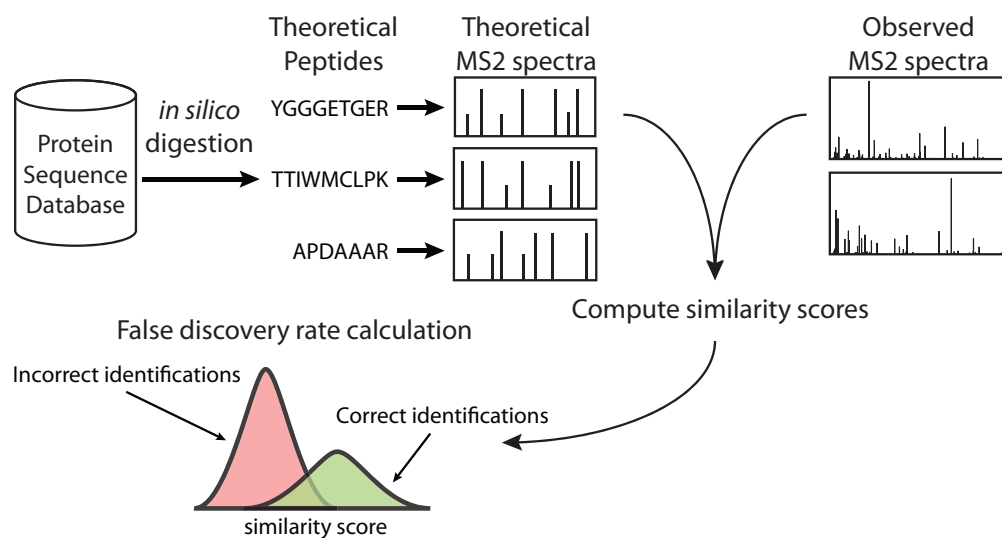 Protein
Sequence
Database
in silico
digestion
Theoretical
Peptides
YGGGETGER
TTIWMCLPK
APDAAAR
Theoretical
MS2 spectra
Observed
MS2 spectra
Compute similarity scores
False discovery rate calculation
Incorrect identifications
Correct identifications
similarity score